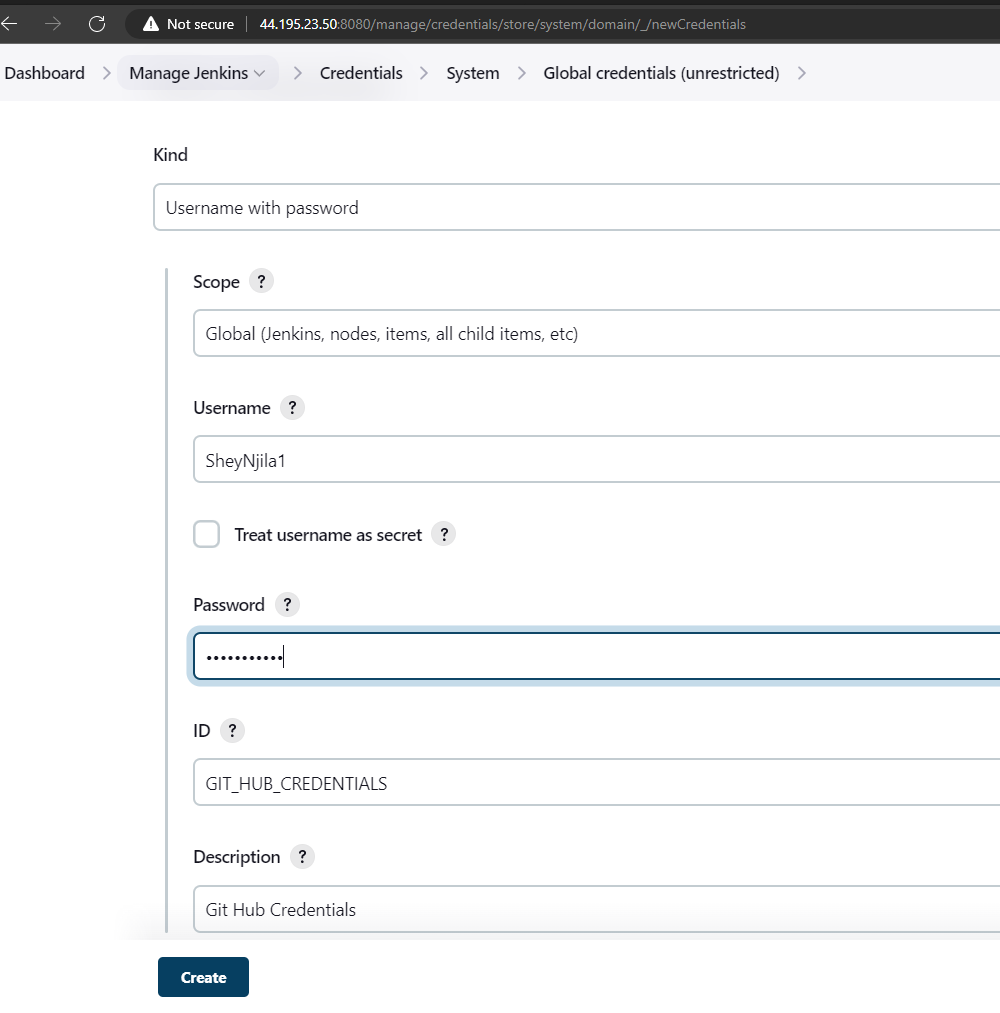 Not secure 44.195.23.50:8080/manage/credentials/store/system/domain/_/newCredentials
Dashboard Manage Jenkins Credentials System Global credentials (unrestricted)
Kind
Username with password
Scope ?
Global (Jenkins, nodes, items, all child items, etc)
Username ?
SheyNjila1
Treat username as secret ?
Password ?
•••••••••••
ID ?
GIT_HUB_CREDENTIALS
Description ?
Git Hub Credentials
Create